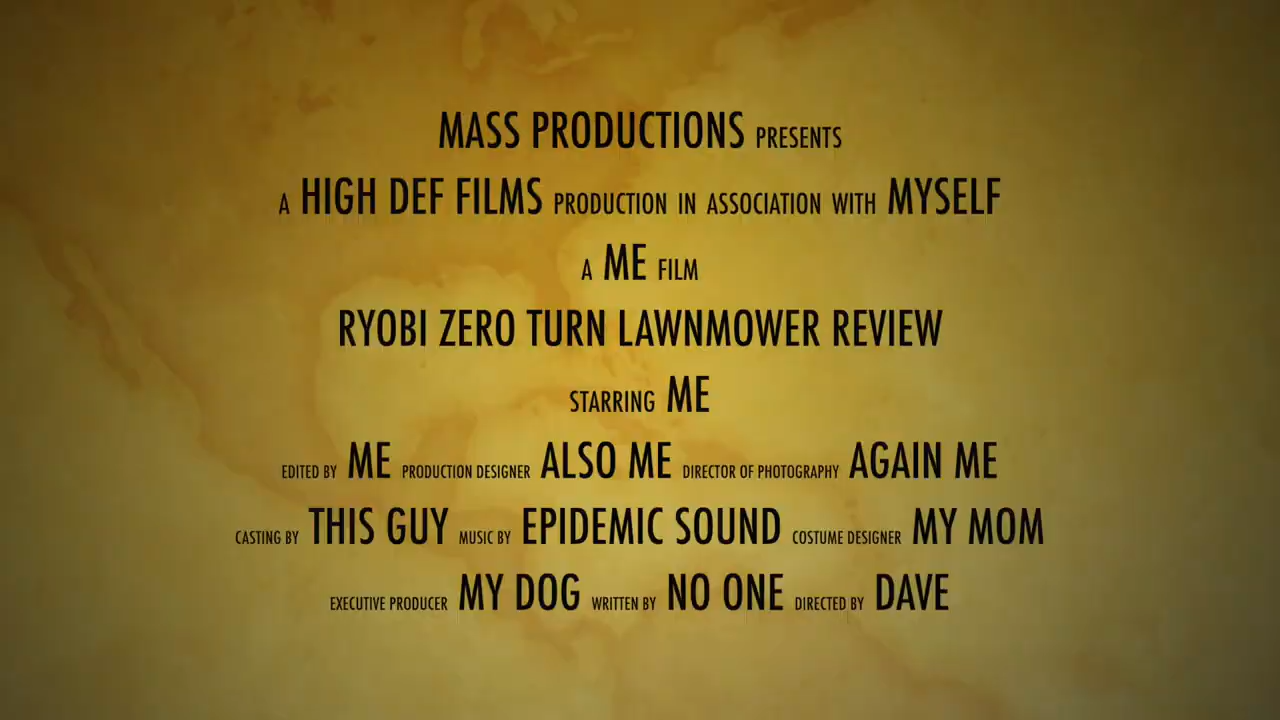 MASS PRODUCTIONS PRESENTS
A HIGH DEF FILMS PRODUCTION IN ASSOCIATION WITH MYSELF
A ME FILM
RYOBI ZERO TURN LAWNMOWER REVIEW
STARRING ME
EDITED BY ME PRODUCTION DESIGNER ALSO ME DIRECTOR OF PHOTOGRAPHY AGAIN ME
CASTING BY THIS GUY MUSIC BY EPIDEMIC SOUND COSTUME DESIGNER MY MOM
EXECUTIVE PRODUCER MY DOG WRITTEN BY NO ONE DIRECTED BY DAVE